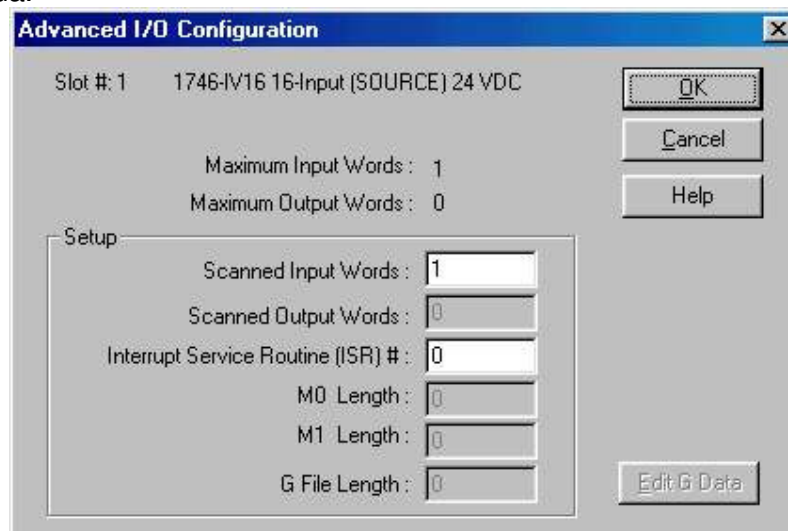 Advanced I/O Configuration
Slot #: 1 1746-IV16 16-Input (SOURCE) 24 VDC
OK
Cancel
Help
Maximum Input Words : 1
Maximum Output Words : 0
Setup
Scanned Input Words : 1
Scanned Output Words : 0
Interrupt Service Routine (ISR) # : 0
M0 Length : 0
M1 Length : 0
G File Length : 0
Edit G Data